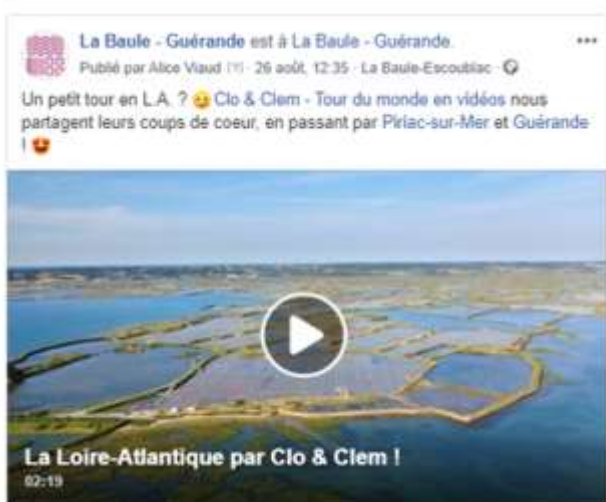 La Baule - Guérande est à La Baule - Guérande.
Publié par Alice Viaud [?] · 26 août, 12:35 · La Baule-Escoublac ·
Un petit tour en L.A. ? 😉 Clo & Clem - Tour du monde en vidéos nous
partagent leurs coups de coeur, en passant par Piriac-sur-Mer et Guérande
! 🤩
La Loire-Atlantique par Clo & Clem !
02:19